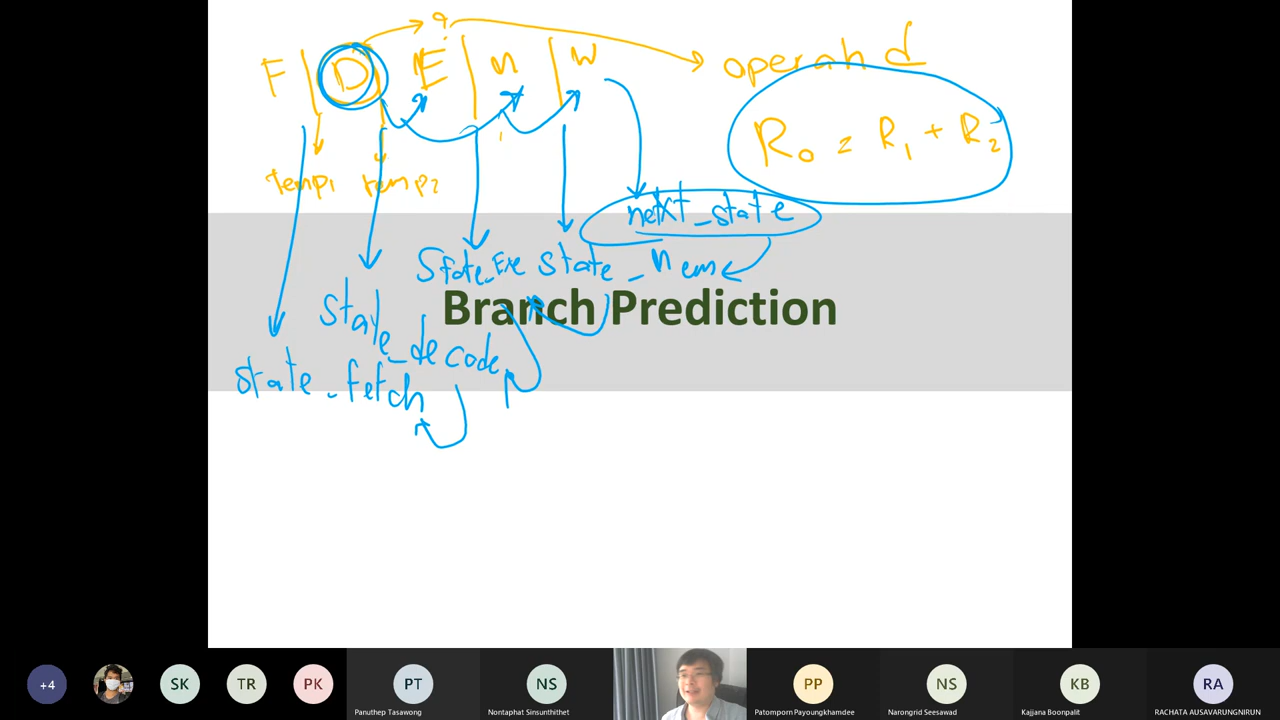 F | D | E | M | W
operand
R0 = R1 + R2
temp1 temp2
next_state
State_Exe state_mem
Branch Prediction
state_decode
state_fetch
+4 SK TR PK PT NS PP NS KB RA
Panuthep Tasawong Nontaphat Sinsunthithet Patomporn Payoungkhamdee Narongrid Seesawad Kajjana Boonpalit RACHATA AUSAVARUNGNIRUN